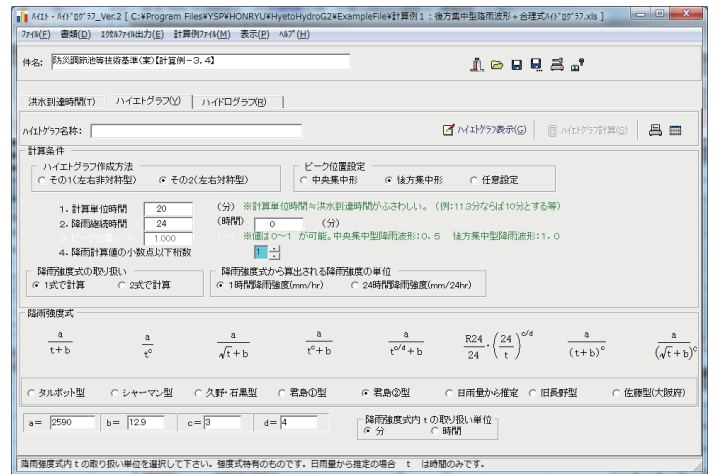 ﾊｲｴﾄ・ﾊｲﾄﾞﾛｸﾞﾗﾌ_Ver.2 [ C:¥Program Files¥YSP¥HONRYU¥HyetoHydroG2¥ExampleFile¥計算例1：後方集中型降雨波形＋合理式ﾊｲﾄﾞﾛｸﾞﾗﾌ.xls ]
ﾌｧｲﾙ(F) 書類(D) ｴｸｾﾙﾌｧｲﾙ出力(E) 計算例ﾌｧｲﾙ(M) 表示(P) ﾍﾙﾌﾟ(H)
件名: 防災調節池等技術基準(案)【計算例-3.4】
洪水到達時間(T) ハイエトグラフ(Y) ハイドログラフ(R)
ﾊｲｴﾄｸﾞﾗﾌ名称: ﾊｲｴﾄｸﾞﾗﾌ表示(G) ﾊｲｴﾄｸﾞﾗﾌ計算(S)
計算条件
ハイエトグラフ作成方法 ピーク位置設定
その1(左右非対称型) その2(左右対称型) 中央集中形 後方集中形 任意設定
1. 計算単位時間 20 (分) ※計算単位時間≒洪水到達時間がふさわしい。(例:11.3分ならば10分とする等)
2. 降雨継続時間 24 (時間) 0 (分)
1.000 ※値は0～1 が可能。中央集中型降雨波形:0.5 後方集中型降雨波形:1.0
4. 降雨計算値の小数点以下桁数 1
降雨強度式の取り扱い 降雨強度式から算出される降雨強度の単位
1式で計算 2式で計算 1時間降雨強度(mm/hr) 24時間降雨強度(mm/24hr)
降雨強度式
a/(t+b) a/t^c a/(√t+b) a/(t^c+b) a/(t^c/d+b) R24/24・(24/t)^c/d a/(t+b)^c a/(√t+b)^c
タルボット型 シャーマン型 久野・石黒型 君島①型 君島②型 日雨量から推定 旧長野型 佐藤型(大阪府)
a= 2590 b= 12.9 c= 3 d= 4 降雨強度式内 t の取り扱い単位
分 時間
降雨強度式内 t の取り扱い単位を選択して下さい。強度式特有のものです。日雨量から推定の場合 t は時間のみです。